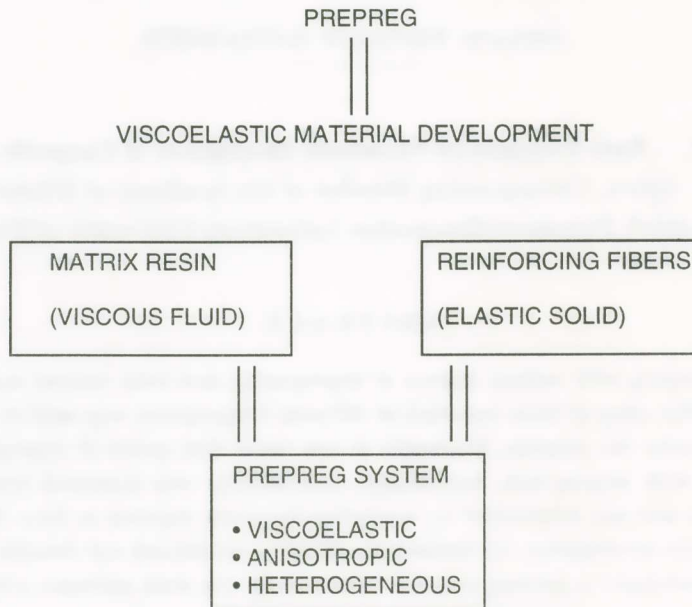 PREPREG
VISCOELASTIC MATERIAL DEVELOPMENT
MATRIX RESIN
(VISCOUS FLUID)
REINFORCING FIBERS
(ELASTIC SOLID)
PREPREG SYSTEM
• VISCOELASTIC
• ANISOTROPIC
• HETEROGENEOUS